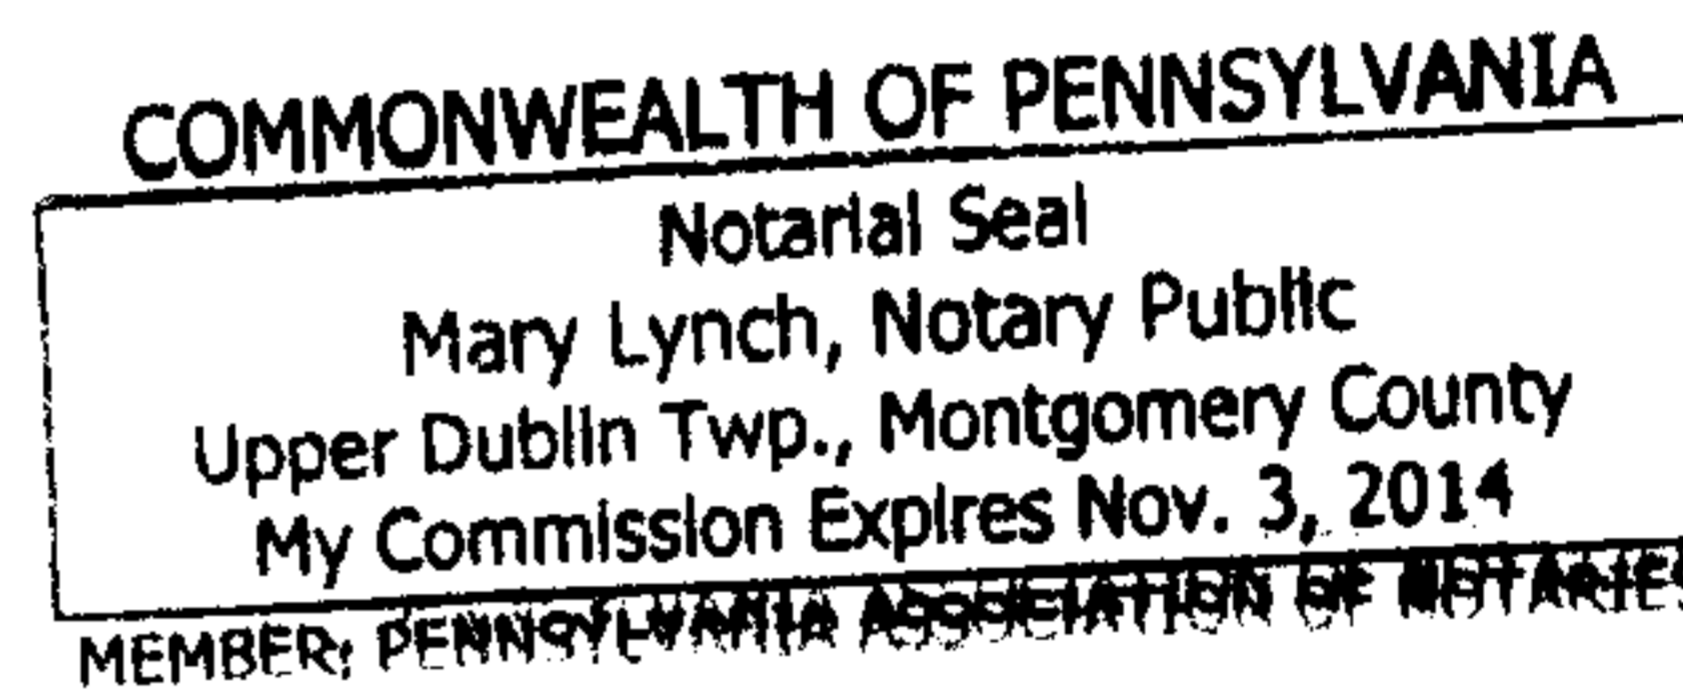 COMMONWEALTH OF PENNSYLVANIA
Notarial Seal
Mary Lynch, Notary Public
Upper Dublin Twp., Montgomery County
My Commission Expires Nov. 3, 2014
MEMBER, PENNSYLVANIA ASSOCIATION OF NOTARIES